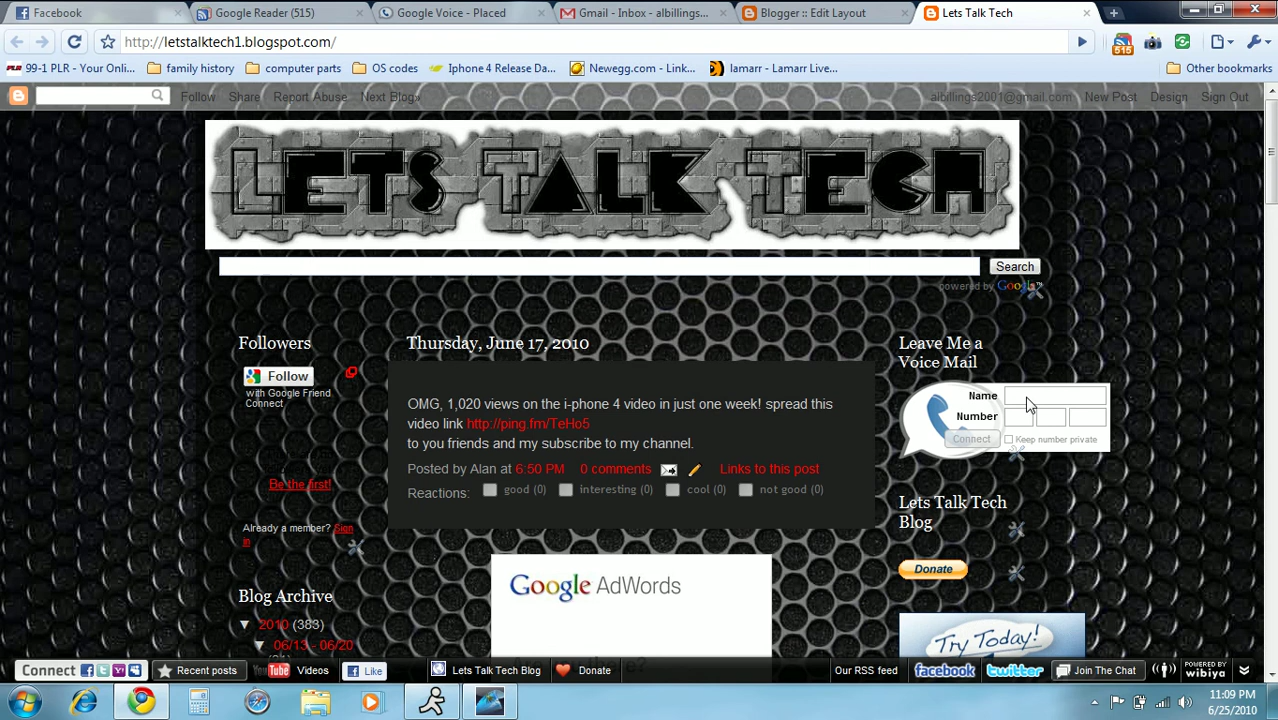 Facebook
Google Reader (515)
Google Voice - Placed
Gmail - Inbox - albillings...
Blogger :: Edit Layout
Lets Talk Tech
http://letstalktech1.blogspot.com/
515
99-1 PLR - Your Onli...
family history
computer parts
OS codes
Iphone 4 Release Da...
Newegg.com - Link...
lamarr - Lamarr Live...
Other bookmarks
Follow Share Report Abuse Next Blog»
albillings2001@gmail.com New Post Design Sign Out
LETS TALK TECH
Search
powered by Google™
Followers
Follow
with Google Friend
Connect
Be the first!
Already a member? Sign
in
Blog Archive
▼ 2010 (383)
▼ 06/13 - 06/20
Thursday, June 17, 2010
OMG, 1,020 views on the i-phone 4 video in just one week! spread this
video link http://ping.fm/TeHo5
to you friends and my subscribe to my channel.
Posted by Alan at 6:50 PM 0 comments Links to this post
Reactions: good (0) interesting (0) cool (0) not good (0)
Google AdWords
Leave Me a
Voice Mail
Name
Number
Connect Keep number private
Lets Talk Tech
Blog
Donate
Try Today!
Connect
Recent posts
You Tube Videos
Like
Lets Talk Tech Blog
Donate
Our RSS feed
facebook
twitter
Join The Chat
POWERED BY
wibiya
11:09 PM
6/25/2010